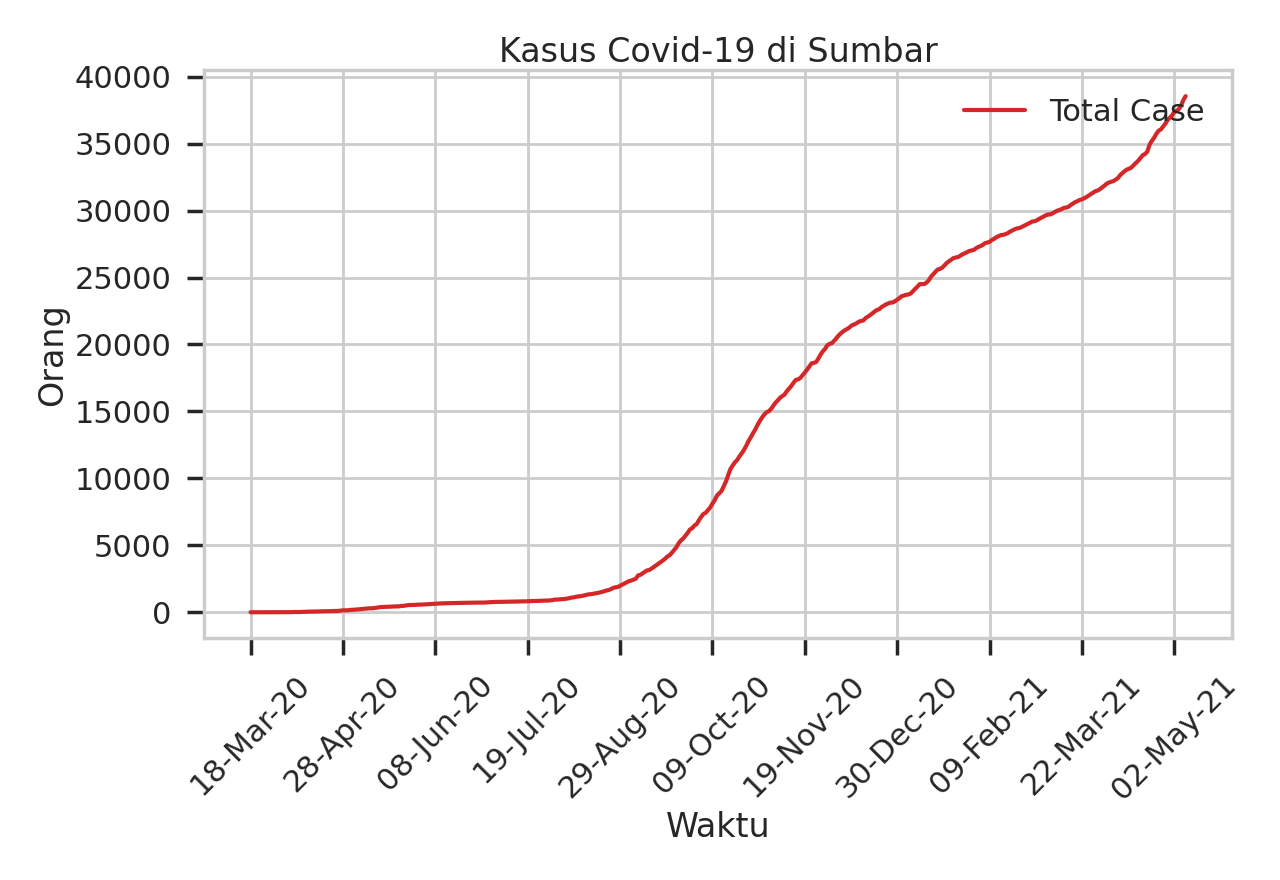 Kasus Covid-19 di Sumbar
Total Case
Orang
40000
35000
30000
25000
20000
15000
10000
5000
0
18-Mar-20
28-Apr-20
08-Jun-20
19-Jul-20
29-Aug-20
09-Oct-20
19-Nov-20
30-Dec-20
09-Feb-21
22-Mar-21
02-May-21
Waktu